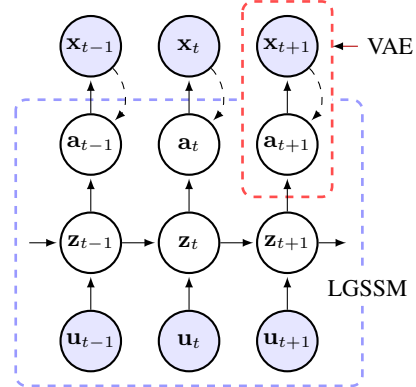 x_{t−1} x_t x_{t+1} VAE
a_{t−1} a_t a_{t+1}
z_{t−1} z_t z_{t+1}
LGSSM
u_{t−1} u_t u_{t+1}